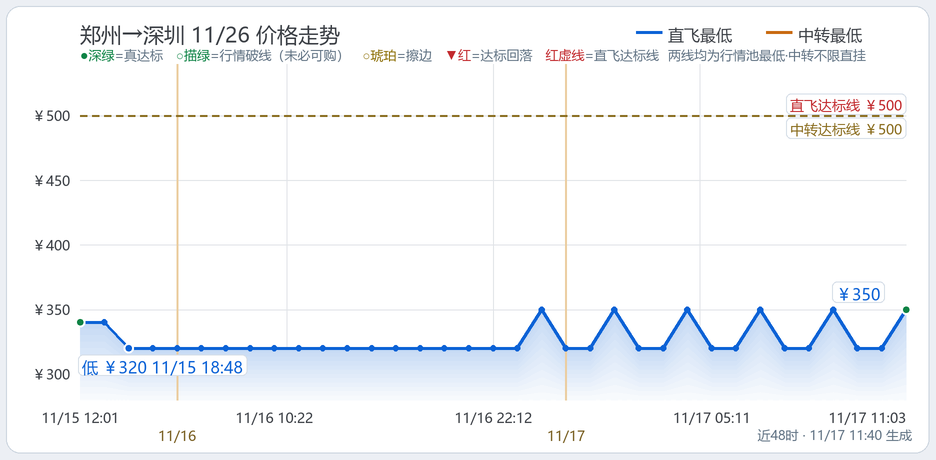 郑州→深圳 11/26 价格走势
直飞最低 中转最低
●深绿=真达标 ○描绿=行情破线（未必可购） ○琥珀=擦边 ▼红=达标回落 红虚线=直飞达标线 两线均为行情池最低·中转不限直挂
¥500
直飞达标线 ¥500
中转达标线 ¥500
¥450
¥400
¥350
¥350
¥300
低 ¥320 11/15 18:48
11/15 12:01 11/16 10:22 11/16 22:12 11/17 05:11 11/17 11:03
11/16 11/17
近48时 · 11/17 11:40 生成